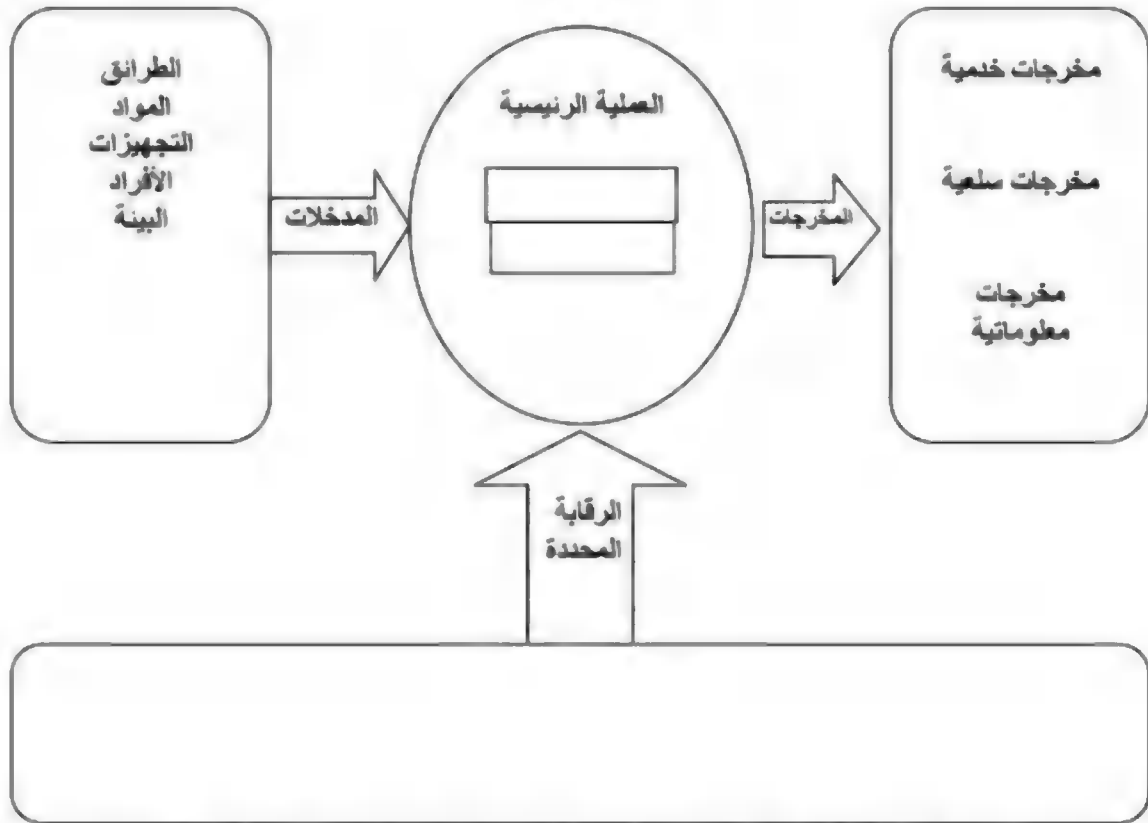 الطرائق
المواد
التجهيزات
الأفراد
البيئة
المدخلات
العملية الرئيسية
المخرجات
مخرجات خدمية
مخرجات سلعية
مخرجات
معلوماتية
الرقابة
المحددة